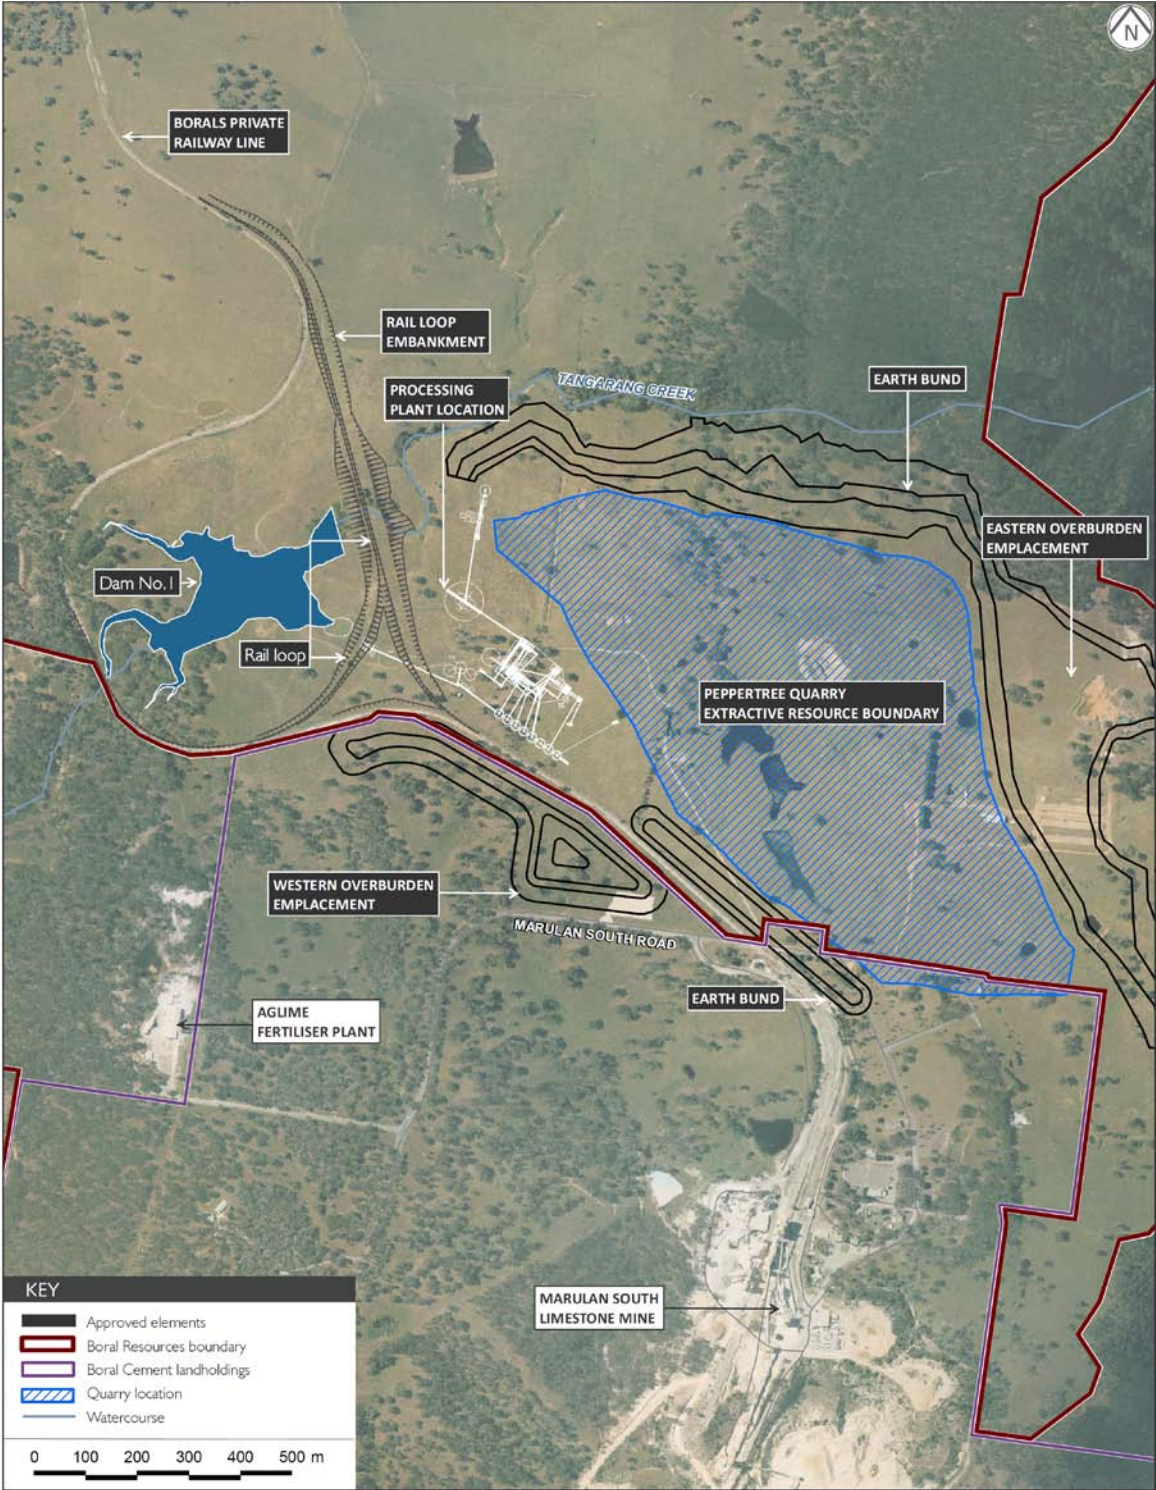 N
BORALS PRIVATE
RAILWAY LINE
RAIL LOOP
EMBANKMENT
PROCESSING
PLANT LOCATION
TANGARANG CREEK
EARTH BUND
EASTERN OVERBURDEN
EMPLACEMENT
Dam No.1
Rail loop
PEPPERTREE QUARRY
EXTRACTIVE RESOURCE BOUNDARY
WESTERN OVERBURDEN
EMPLACEMENT
MARULAN SOUTH ROAD
EARTH BUND
AGLIME
FERTILISER PLANT
MARULAN SOUTH
LIMESTONE MINE
KEY
Approved elements
Boral Resources boundary
Boral Cement landholdings
Quarry location
Watercourse
0 100 200 300 400 500 m